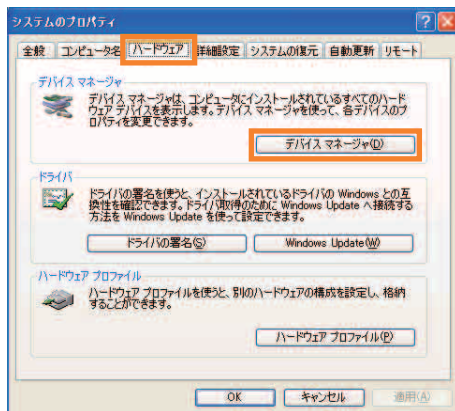 システムのプロパティ
全般 コンピュータ名 ハードウェア 詳細設定 システムの復元 自動更新 リモート
デバイス マネージャ
デバイス マネージャは、コンピュータにインストールされているすべてのハード
ウェア デバイスを表示します。デバイス マネージャを使って、各デバイスのプ
ロパティを変更できます。
デバイス マネージャ(D)
ドライバ
ドライバの署名を使うと、インストールされているドライバの Windows との互
換性を確認できます。ドライバ取得のために Windows Update へ接続する
方法を Windows Update を使って設定できます。
ドライバの署名(S) Windows Update(W)
ハードウェア プロファイル
ハードウェア プロファイルを使うと、別のハードウェアの構成を設定し、格納
することができます。
ハードウェア プロファイル(P)
OK キャンセル 適用(A)